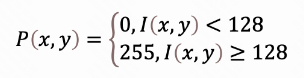 P(x, y) = {0, I(x, y) < 128
255, I(x, y) ≥ 128